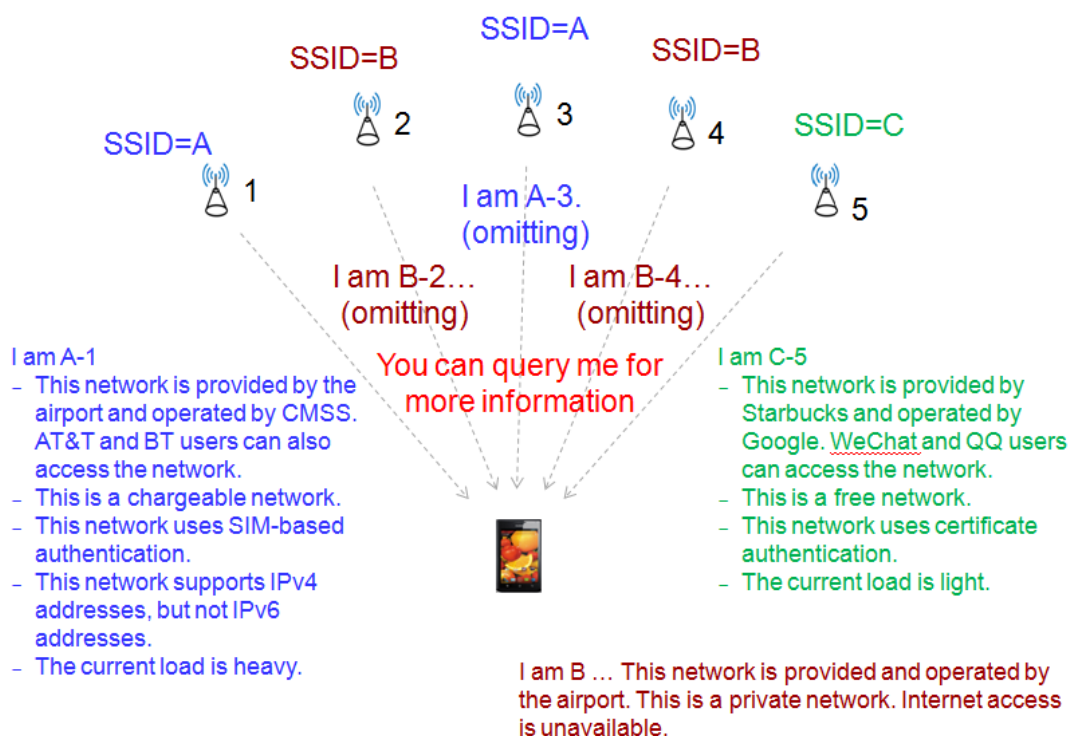 SSID=A
SSID=B
SSID=B
3
2
4
SSID=C
SSID=A
1
5
I am A-3.
(omitting)
I am B-2…
(omitting)
I am B-4…
(omitting)
You can query me for
more information
I am A-1
– This network is provided by the
airport and operated by CMSS.
AT&T and BT users can also
access the network.
– This is a chargeable network.
– This network uses SIM-based
authentication.
– This network supports IPv4
addresses, but not IPv6
addresses.
– The current load is heavy.
I am C-5
– This network is provided by
Starbucks and operated by
Google. WeChat and QQ users
can access the network.
– This is a free network.
– This network uses certificate
authentication.
– The current load is light.
I am B … This network is provided and operated by
the airport. This is a private network. Internet access
is unavailable.